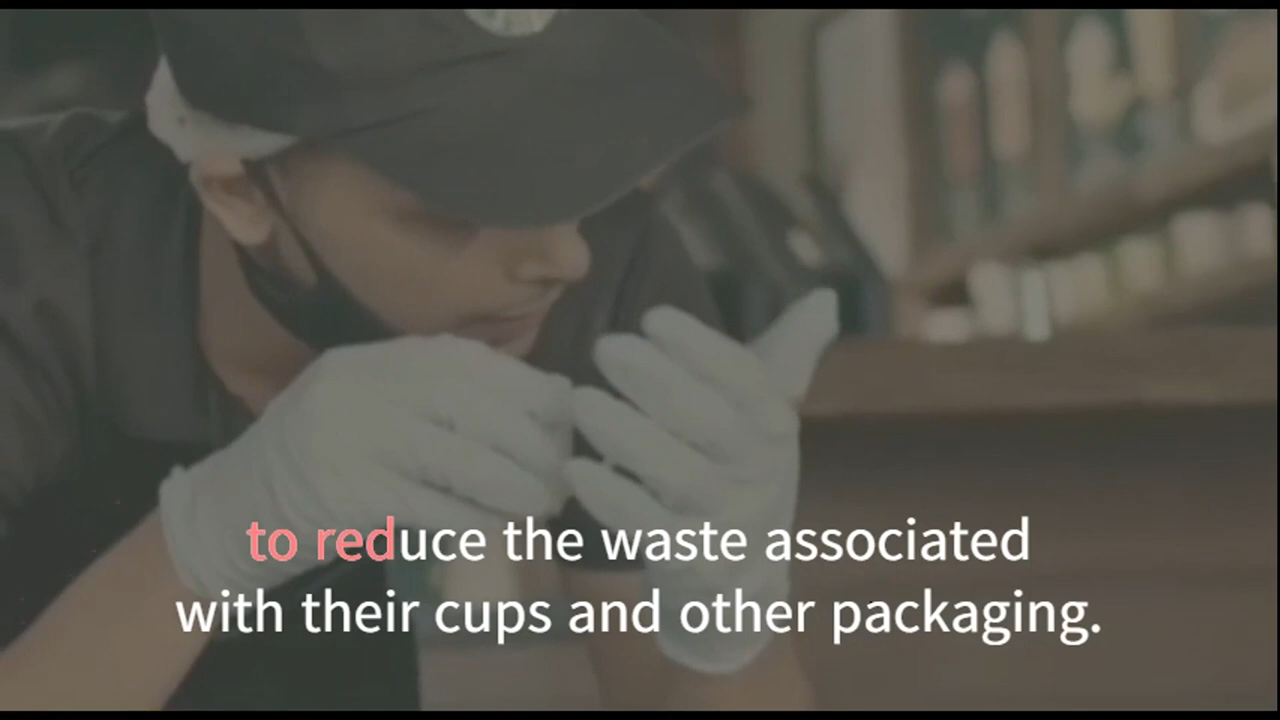 to reduce the waste associated
with their cups and other packaging.